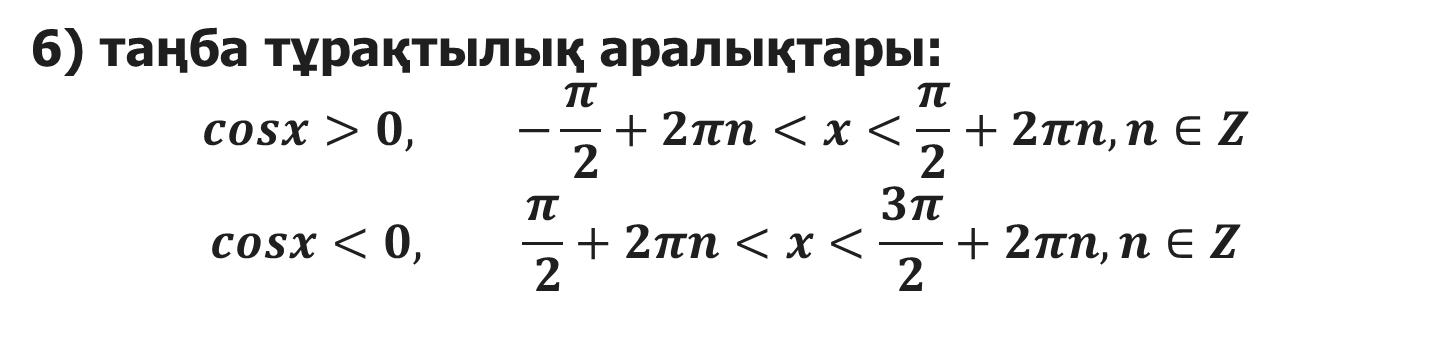 6) таңба тұрақтылық аралықтары:
cosx > 0, −π/2 + 2πn < x < π/2 + 2πn, n ∈ Z
cosx < 0, π/2 + 2πn < x < 3π/2 + 2πn, n ∈ Z